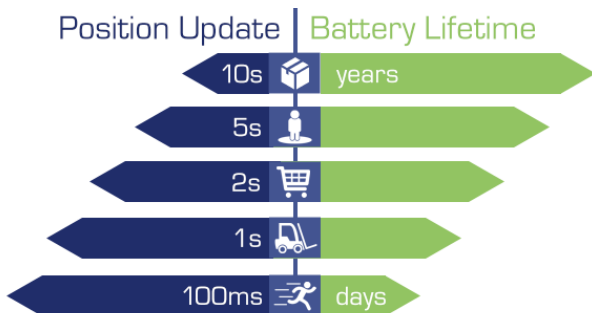 Position Update Battery Lifetime
10s years
5s
2s
1s
100ms days